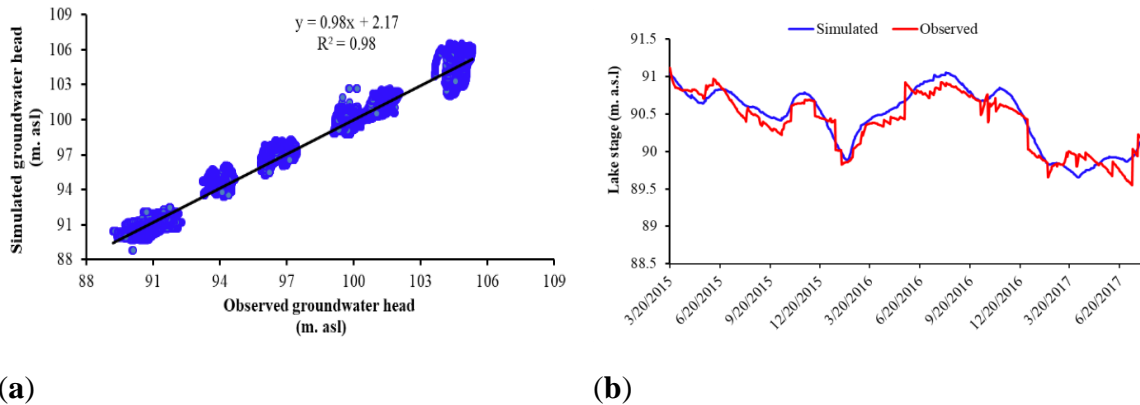 y = 0.98x + 2.17
R² = 0.98
Simulated groundwater head
(m. asl)
109
106
103
100
97
94
91
88
88 91 94 97 100 103 106 109
Observed groundwater head
(m. asl)
(a)
Simulated Observed
Lake stage (m. a.s.l)
91.5
91
90.5
90
89.5
89
88.5
3/20/2015 6/20/2015 9/20/2015 12/20/2015 3/20/2016 6/20/2016 9/20/2016 12/20/2016 3/20/2017 6/20/2017
(b)